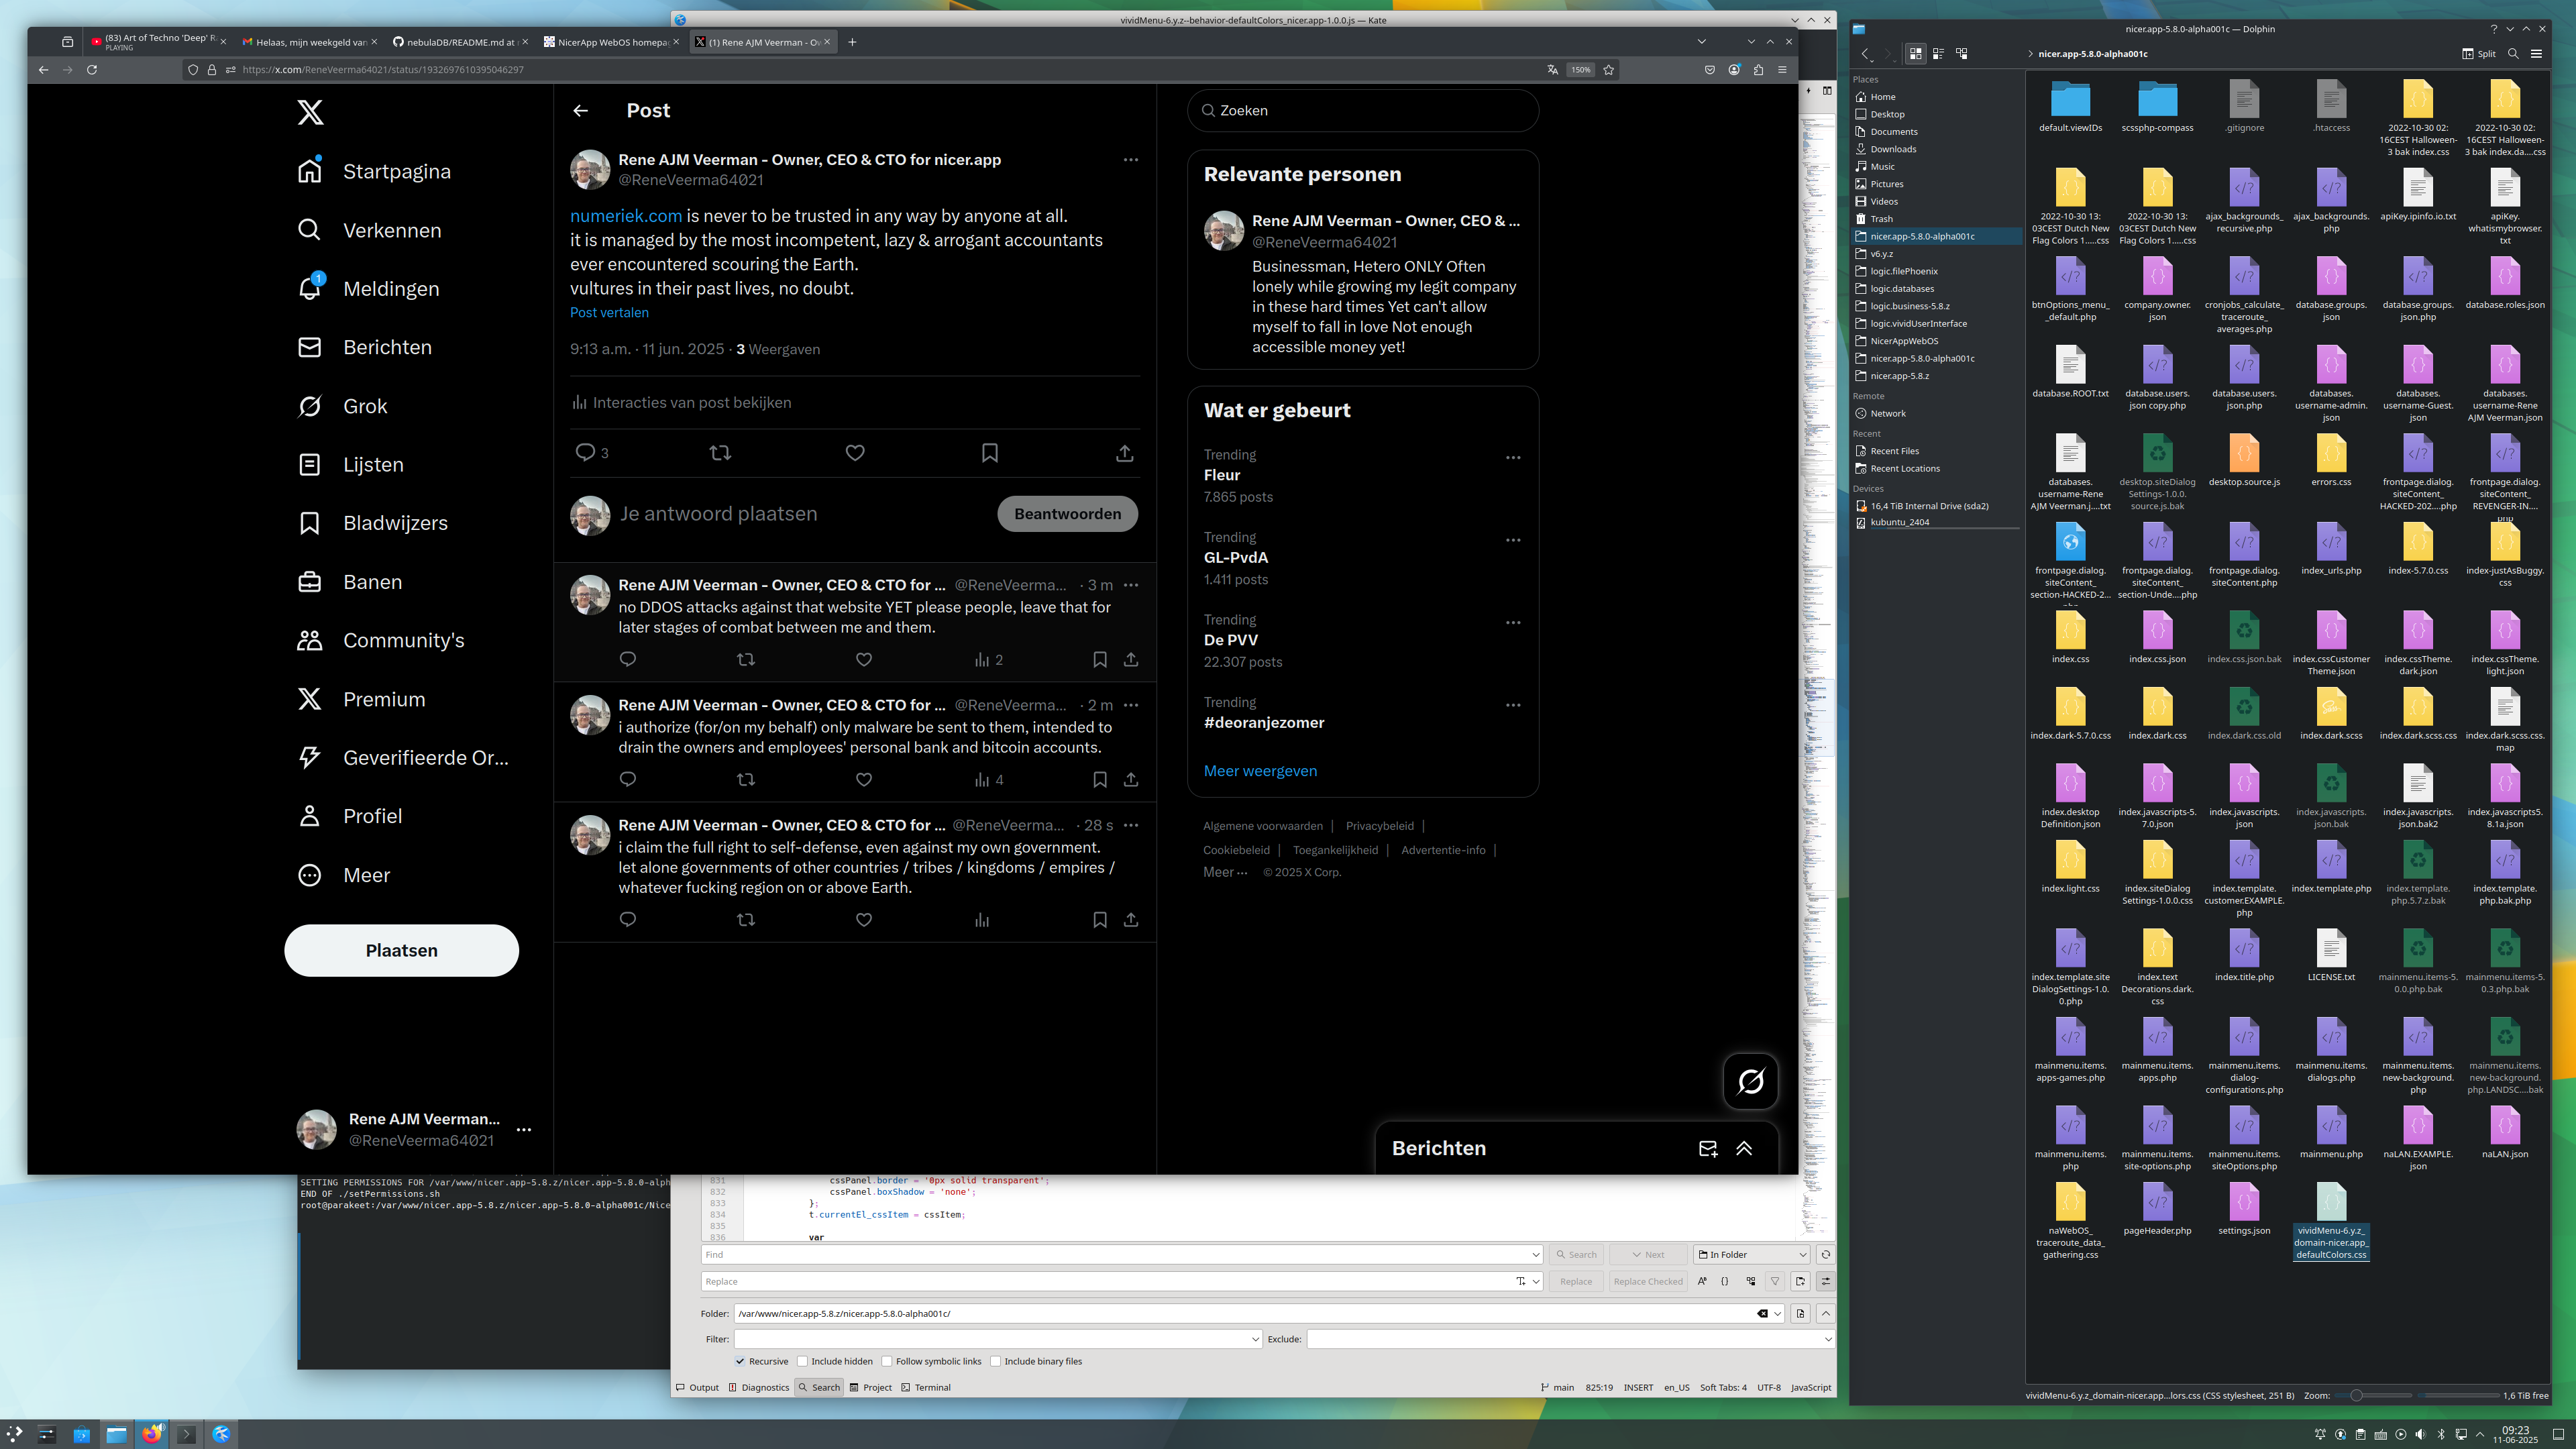 vividMenu-6.y.z--behavior-defaultColors_nicer.app-1.0.0.js — Kate
(83) Art of Techno 'Deep' R
PLAYING
Helaas, mijn weekgeld van
nebulaDB/README.md at
NicerApp WebOS homepa
(1) Rene AJM Veerman - Ow
https://x.com/ReneVeerma64021/status/1932697610395046297
150%
Startpagina
Verkennen
1
Meldingen
Berichten
Grok
Lijsten
Bladwijzers
Banen
Community's
Premium
Geverifieerde Or...
Profiel
Meer
Plaatsen
Rene AJM Veerman...
@ReneVeerma64021
Post
Rene AJM Veerman - Owner, CEO & CTO for nicer.app
@ReneVeerma64021
numeriek.com is never to be trusted in any way by anyone at all.
it is managed by the most incompetent, lazy & arrogant accountants
ever encountered scouring the Earth.
vultures in their past lives, no doubt.
Post vertalen
9:13 a.m. · 11 jun. 2025 · 3 Weergaven
Interacties van post bekijken
3
Je antwoord plaatsen
Beantwoorden
Rene AJM Veerman - Owner, CEO & CTO for ... @ReneVeerma... · 3 m
no DDOS attacks against that website YET please people, leave that for
later stages of combat between me and them.
2
Rene AJM Veerman - Owner, CEO & CTO for ... @ReneVeerma... · 2 m
i authorize (for/on my behalf) only malware be sent to them, intended to
drain the owners and employees' personal bank and bitcoin accounts.
4
Rene AJM Veerman - Owner, CEO & CTO for ... @ReneVeerma... · 28 s
i claim the full right to self-defense, even against my own government.
let alone governments of other countries / tribes / kingdoms / empires /
whatever fucking region on or above Earth.
Zoeken
Relevante personen
Rene AJM Veerman - Owner, CEO & ...
@ReneVeerma64021
Businessman, Hetero ONLY Often
lonely while growing my legit company
in these hard times Yet can't allow
myself to fall in love Not enough
accessible money yet!
Wat er gebeurt
Trending
Fleur
7.865 posts
Trending
GL-PvdA
1.411 posts
Trending
De PVV
22.307 posts
Trending
#deoranjezomer
Meer weergeven
Algemene voorwaarden | Privacybeleid |
Cookiebeleid | Toegankelijkheid | Advertentie-info |
Meer ··· © 2025 X Corp.
Berichten
SETTING PERMISSIONS FOR /var/www/nicer.app-5.8.z/nicer.app-5.8.0-alph
END OF ./setPermissions.sh
root@parakeet:/var/www/nicer.app-5.8.z/nicer.app-5.8.0-alpha001c/Nice
831 cssPanel.border = '0px solid transparent';
832 cssPanel.boxShadow = 'none';
833 };
834 t.currentEl_cssItem = cssItem;
835
836 var
Find
Search
Next
In Folder
Replace
Replace
Replace Checked
Folder: /var/www/nicer.app-5.8.z/nicer.app-5.8.0-alpha001c/
Filter:
Exclude:
Recursive Include hidden Follow symbolic links Include binary files
Output Diagnostics Search Project Terminal
main 825:19 INSERT en_US Soft Tabs: 4 UTF-8 JavaScript
nicer.app-5.8.0-alpha001c — Dolphin
nicer.app-5.8.0-alpha001c
Split
Places
Home
Desktop
Documents
Downloads
Music
Pictures
Videos
Trash
nicer.app-5.8.0-alpha001c
v6.y.z
logic.filePhoenix
logic.databases
logic.business-5.8.z
logic.vividUserInterface
NicerAppWebOS
nicer.app-5.8.0-alpha001c
nicer.app-5.8.z
Remote
Network
Recent
Recent Files
Recent Locations
Devices
16,4 TiB Internal Drive (sda2)
kubuntu_2404
default.viewIDs
scssphp-compass
.gitignore
.htaccess
2022-10-30 02:
16CEST Halloween-
3 bak index.css
2022-10-30 02:
16CEST Halloween-
3 bak index.da....css
2022-10-30 13:
03CEST Dutch New
Flag Colors 1.....css
2022-10-30 13:
03CEST Dutch New
Flag Colors 1.....css
ajax_backgrounds_
recursive.php
ajax_backgrounds.
php
apiKey.ipinfo.io.txt
apiKey.
whatismybrowser.
txt
btnOptions_menu_
_default.php
company.owner.
json
cronjobs_calculate_
traceroute_
averages.php
database.groups.
json
database.groups.
json.php
database.roles.json
database.ROOT.txt
database.users.
json copy.php
database.users.
json.php
databases.
username-admin.
json
databases.
username-Guest.
json
databases.
username-Rene
AJM Veerman.json
databases.
username-Rene
AJM Veerman.j....txt
desktop.siteDialog
Settings-1.0.0.
source.js.bak
desktop.source.js
errors.css
frontpage.dialog.
siteContent_
HACKED-202....php
frontpage.dialog.
siteContent_
REVENGER-IN....
php
frontpage.dialog.
siteContent_
section-HACKED-2...
frontpage.dialog.
siteContent_
section-Unde....php
frontpage.dialog.
siteContent.php
index_urls.php
index-5.7.0.css
index-justAsBuggy.
css
index.css
index.css.json
index.css.json.bak
index.cssCustomer
Theme.json
index.cssTheme.
dark.json
index.cssTheme.
light.json
index.dark-5.7.0.css
index.dark.css
index.dark.css.old
index.dark.scss
index.dark.scss.css
index.dark.scss.css.
map
index.desktop
Definition.json
index.javascripts-5.
7.0.json
index.javascripts.
json
index.javascripts.
json.bak
index.javascripts.
json.bak2
index.javascripts5.
8.1a.json
index.light.css
index.siteDialog
Settings-1.0.0.css
index.template.
customer.EXAMPLE.
php
index.template.php
index.template.
php.5.7.z.bak
index.template.
php.bak.php
index.template.site
DialogSettings-1.0.
0.php
index.text
Decorations.dark.
css
index.title.php
LICENSE.txt
mainmenu.items-5.
0.0.php.bak
mainmenu.items-5.
0.3.php.bak
mainmenu.items.
apps-games.php
mainmenu.items.
apps.php
mainmenu.items.
dialog-
configurations.php
mainmenu.items.
dialogs.php
mainmenu.items.
new-background.
php
mainmenu.items.
new-background.
php.LANDSC....bak
mainmenu.items.
php
mainmenu.items.
site-options.php
mainmenu.items.
siteOptions.php
mainmenu.php
naLAN.EXAMPLE.
json
naLAN.json
naWebOS_
traceroute_data_
gathering.css
pageHeader.php
settings.json
vividMenu-6.y.z_
domain-nicer.app_
defaultColors.css
vividMenu-6.y.z_domain-nicer.app...lors.css (CSS stylesheet, 251 B)
Zoom:
1,6 TiB free
09:23
11-06-2025